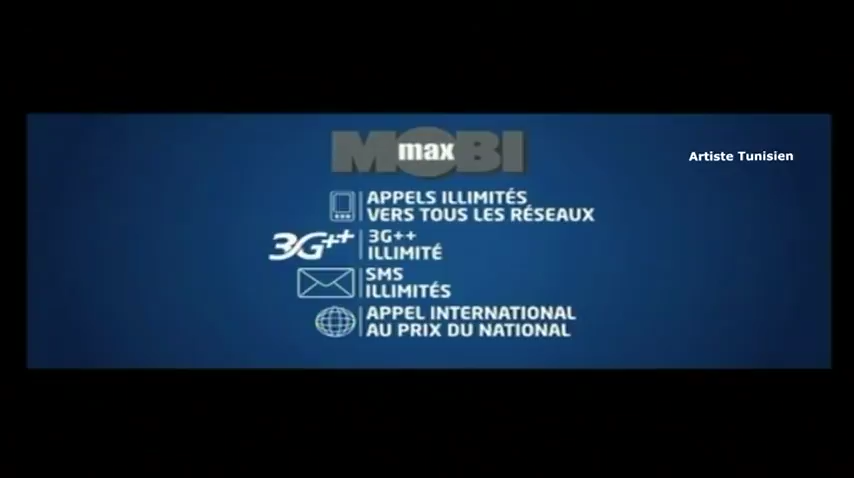 MOBI
max
Artiste Tunisien
APPELS ILLIMITÉS
VERS TOUS LES RÉSEAUX
3G++
3G++
ILLIMITÉ
SMS
ILLIMITÉS
APPEL INTERNATIONAL
AU PRIX DU NATIONAL